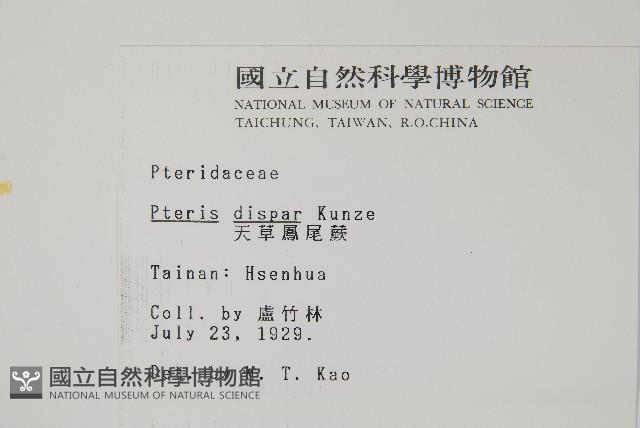 國立自然科學博物館
NATIONAL MUSEUM OF NATURAL SCIENCE
TAICHUNG, TAIWAN, R.O.CHINA
Pteridaceae
Pteris dispar Kunze
天草鳳尾蕨
Tainan: Hsenhua
Coll. by 盧竹林
July 23, 1929.
Det. by M. T. Kao
國立自然科學博物館
NATIONAL MUSEUM OF NATURAL SCIENCE